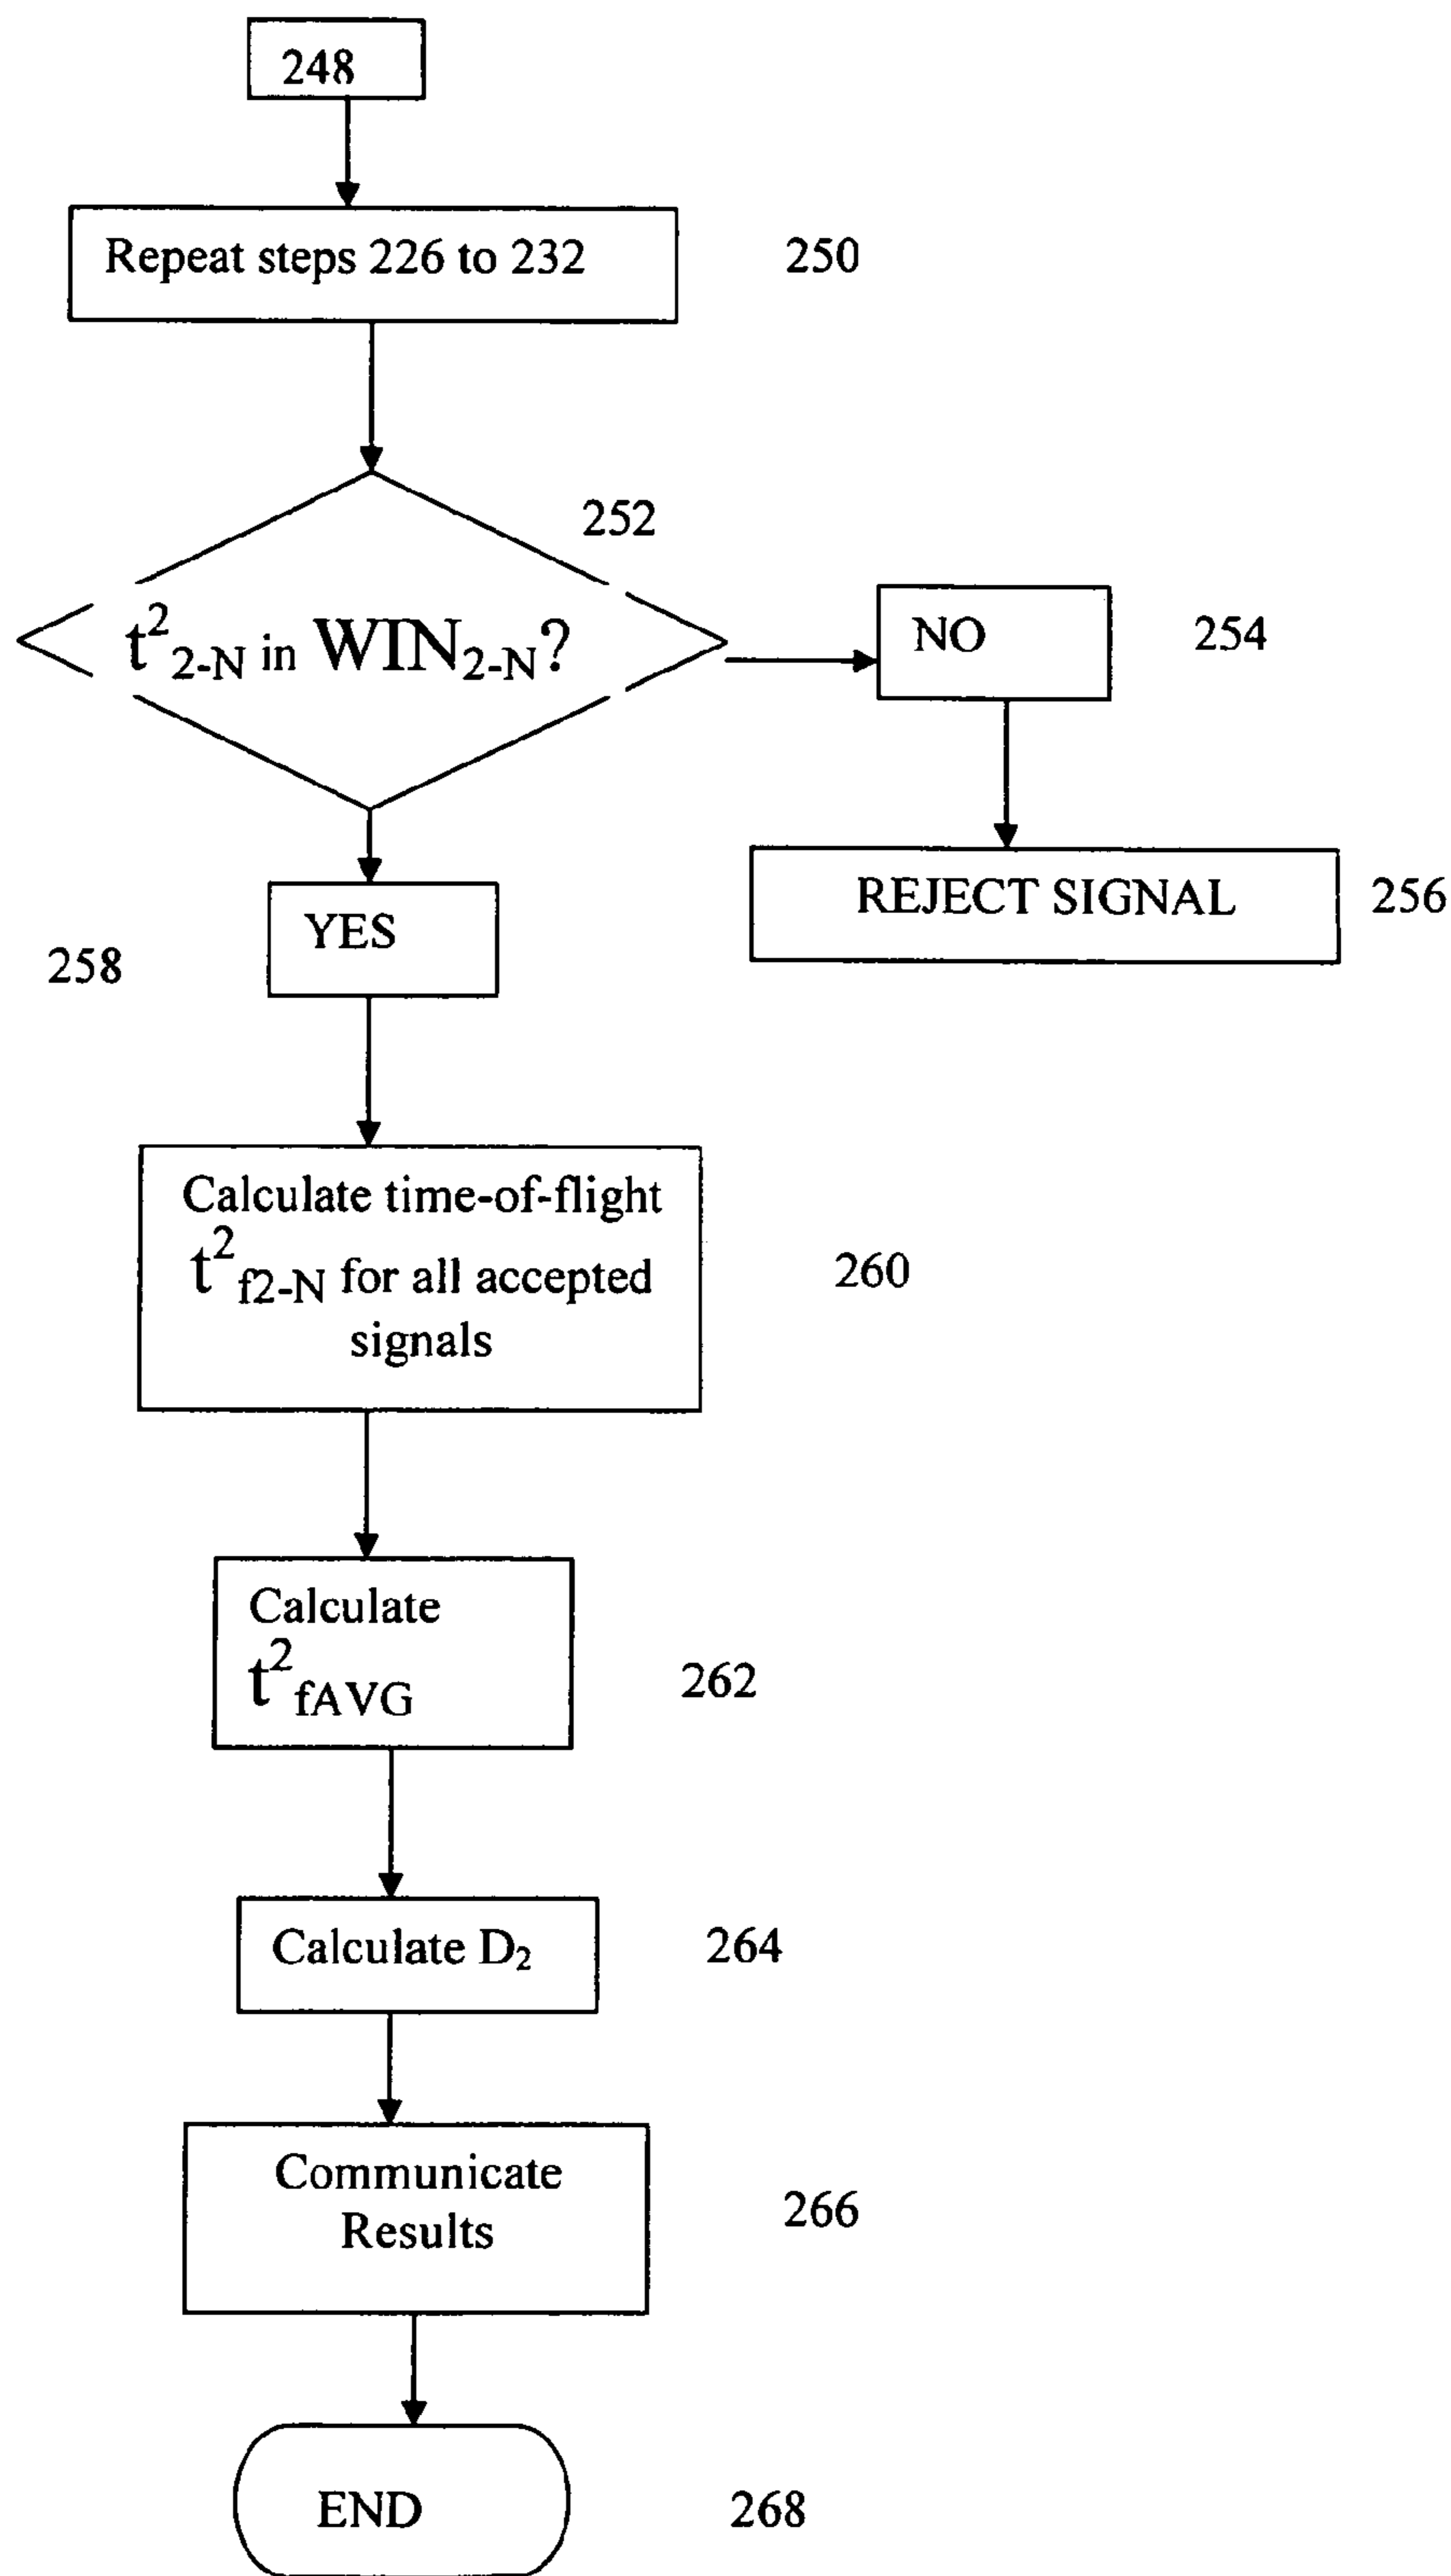 248
Repeat steps 226 to 232
250
252
t²₂₋N in WIN₂₋N?
NO
254
REJECT SIGNAL
256
YES
258
Calculate time-of-flight
t²f2-N for all accepted
signals
260
Calculate
t²fAVG
262
Calculate D₂
264
Communicate
Results
266
END
268